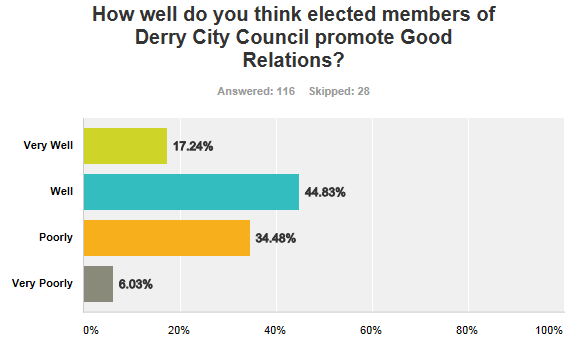 How well do you think elected members of
Derry City Council promote Good
Relations?
Answered: 116 Skipped: 28
Very Well 17.24%
Well 44.83%
Poorly 34.48%
Very Poorly 6.03%
0% 20% 40% 60% 80% 100%